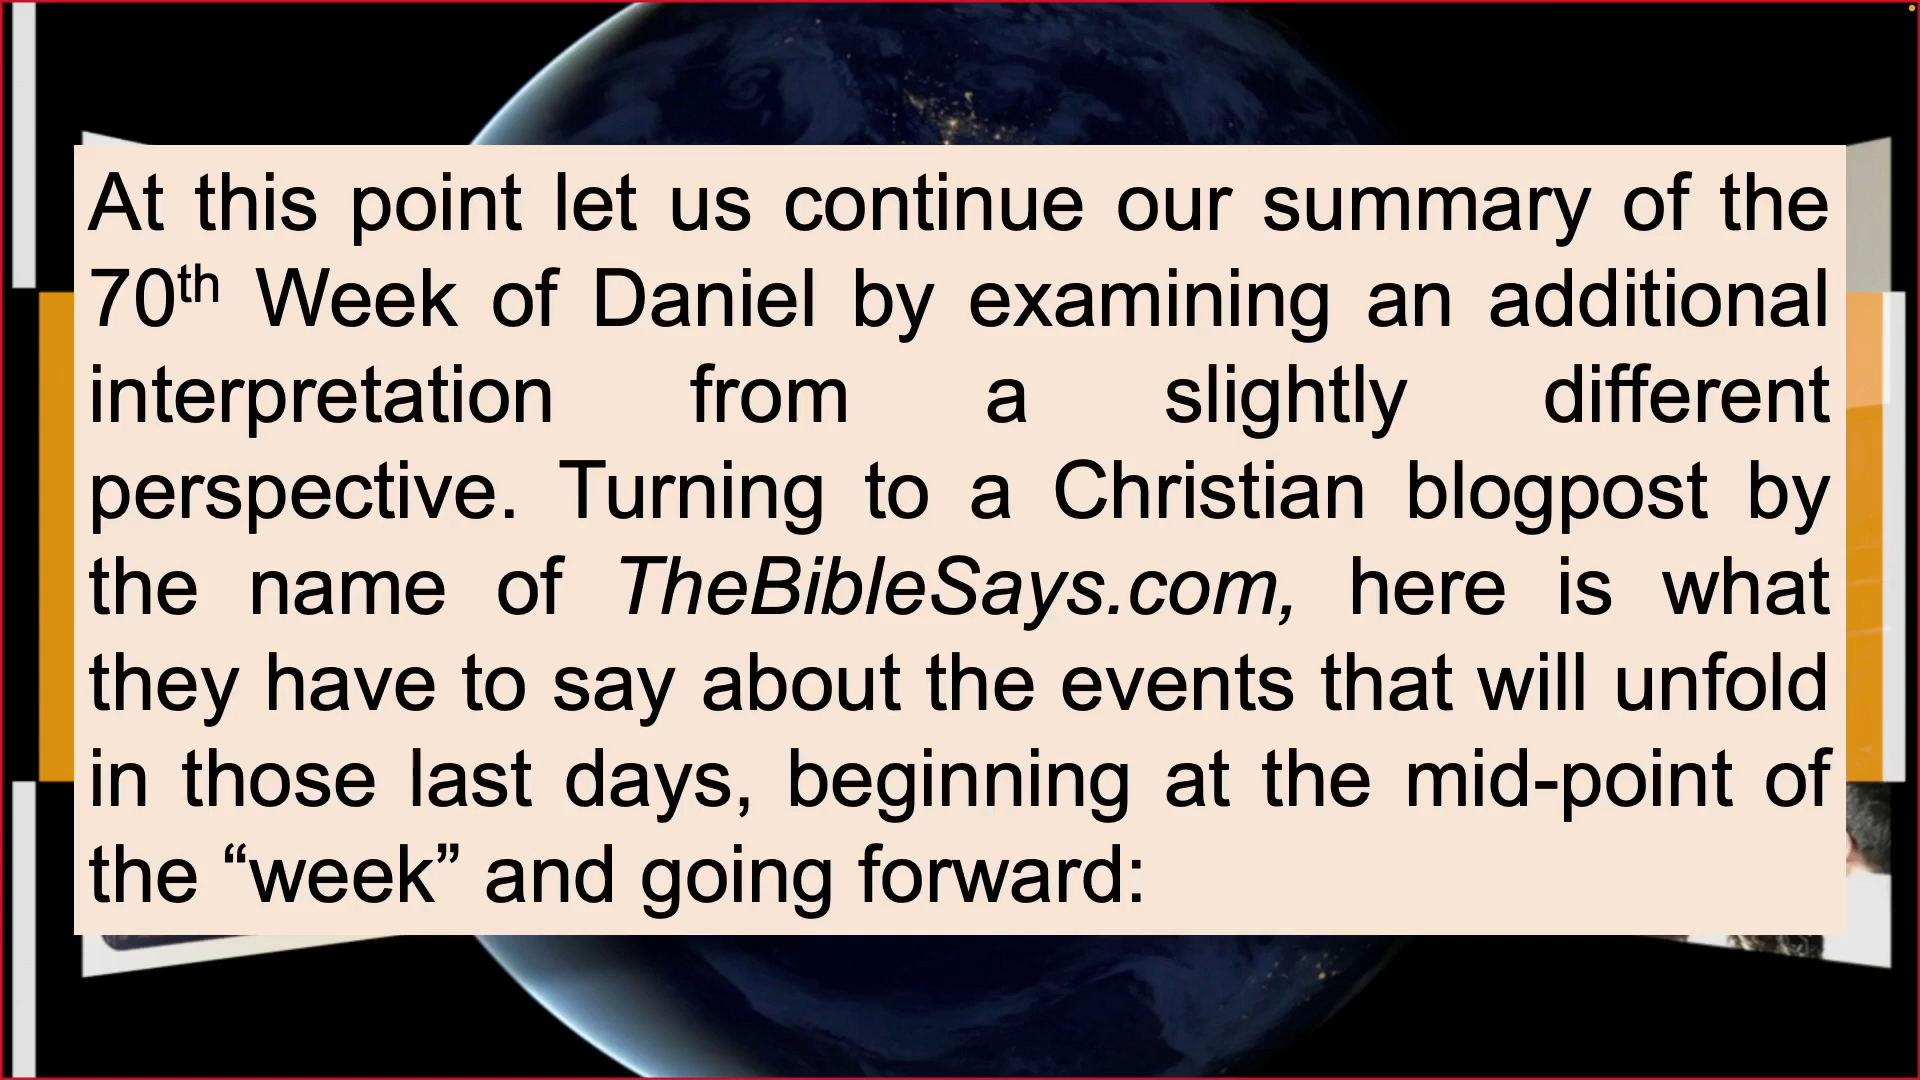 At this point let us continue our summary of the
70th Week of Daniel by examining an additional
interpretation from a slightly different
perspective. Turning to a Christian blogpost by
the name of TheBibleSays.com, here is what
they have to say about the events that will unfold
in those last days, beginning at the mid-point of
the “week” and going forward: